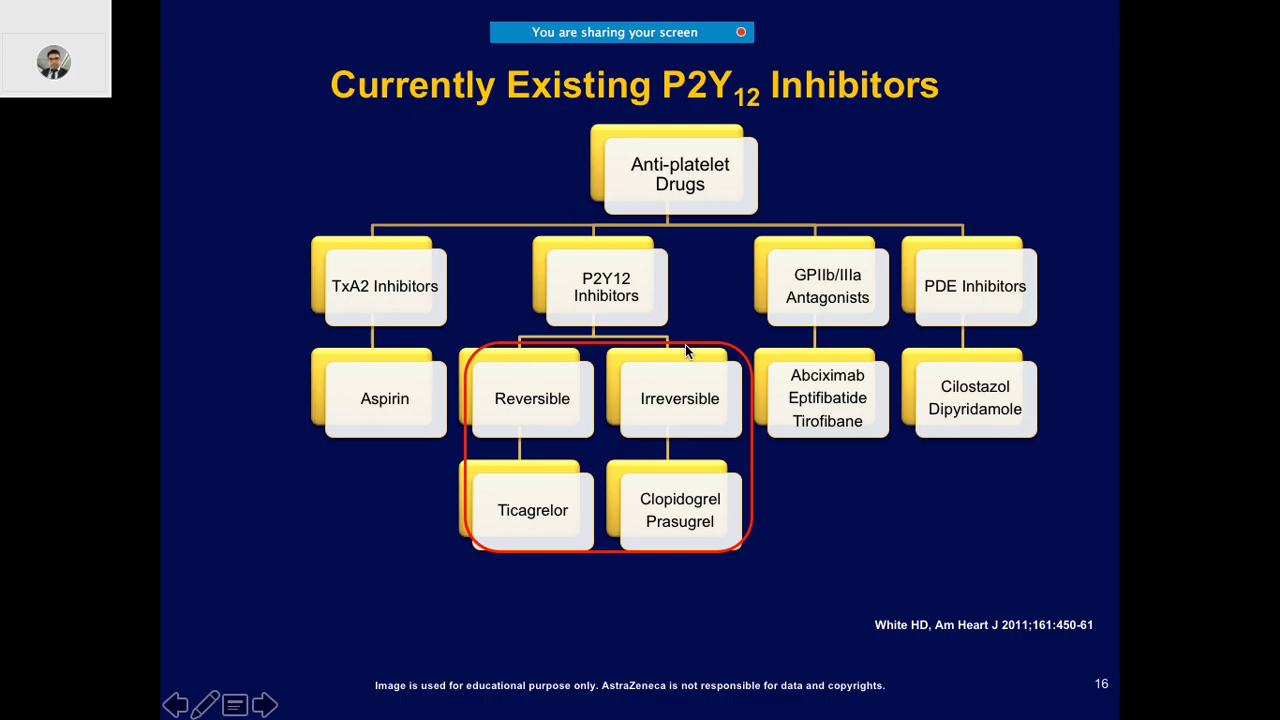 You are sharing your screen
Currently Existing P2Y12 Inhibitors
Anti-platelet
Drugs
TxA2 Inhibitors
P2Y12
Inhibitors
GPIIb/IIIa
Antagonists
PDE Inhibitors
Aspirin
Reversible
Irreversible
Abciximab
Eptifibatide
Tirofibane
Cilostazol
Dipyridamole
Ticagrelor
Clopidogrel
Prasugrel
White HD, Am Heart J 2011;161:450-61
Image is used for educational purpose only. AstraZeneca is not responsible for data and copyrights.
16